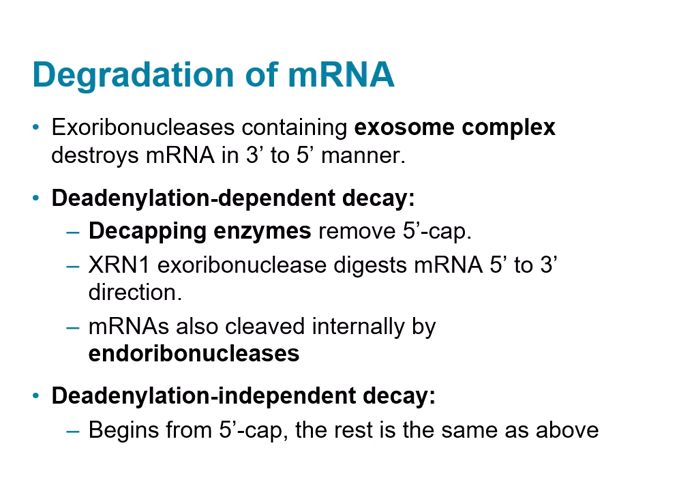 Degradation of mRNA
• Exoribonucleases containing exosome complex
destroys mRNA in 3’ to 5’ manner.
• Deadenylation-dependent decay:
– Decapping enzymes remove 5’-cap.
– XRN1 exoribonuclease digests mRNA 5’ to 3’
direction.
– mRNAs also cleaved internally by
endoribonucleases
• Deadenylation-independent decay:
– Begins from 5’-cap, the rest is the same as above